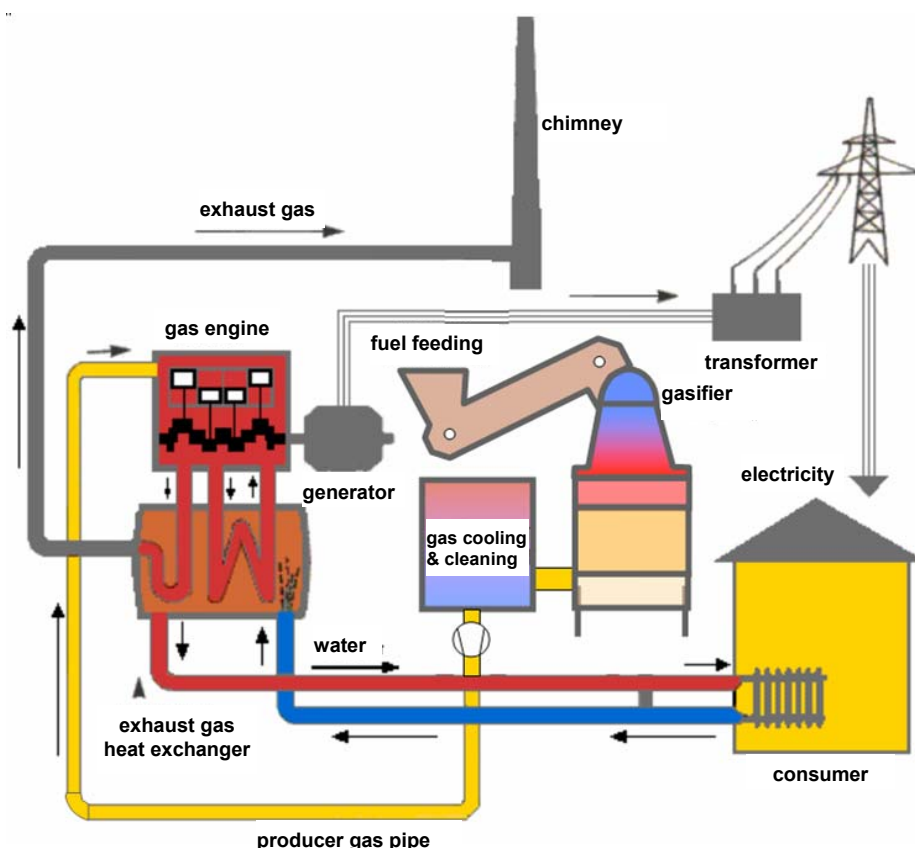 chimney
exhaust gas
gas engine
fuel feeding
transformer
gasifier
electricity
generator
gas cooling
& cleaning
water
exhaust gas
heat exchanger
consumer
producer gas pipe